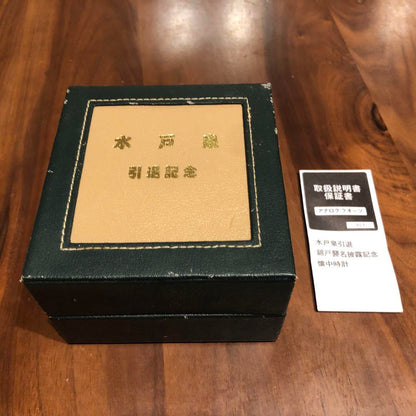 水戸泉
引退記念
取扱説明書
保証書
アナログクオーツ
水戸泉引退
錦戸襲名披露記念
懐中時計